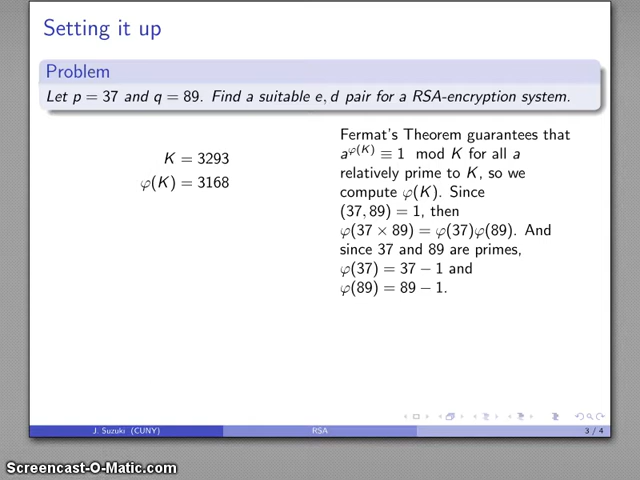 Setting it up
Problem
Let p = 37 and q = 89. Find a suitable e, d pair for a RSA-encryption system.
K = 3293
φ(K) = 3168
Fermat's Theorem guarantees that
a^φ(K) ≡ 1 mod K for all a
relatively prime to K, so we
compute φ(K). Since
(37, 89) = 1, then
φ(37 × 89) = φ(37)φ(89). And
since 37 and 89 are primes,
φ(37) = 37 − 1 and
φ(89) = 89 − 1.
J. Suzuki (CUNY)
RSA
3 / 4
Screencast-O-Matic.com